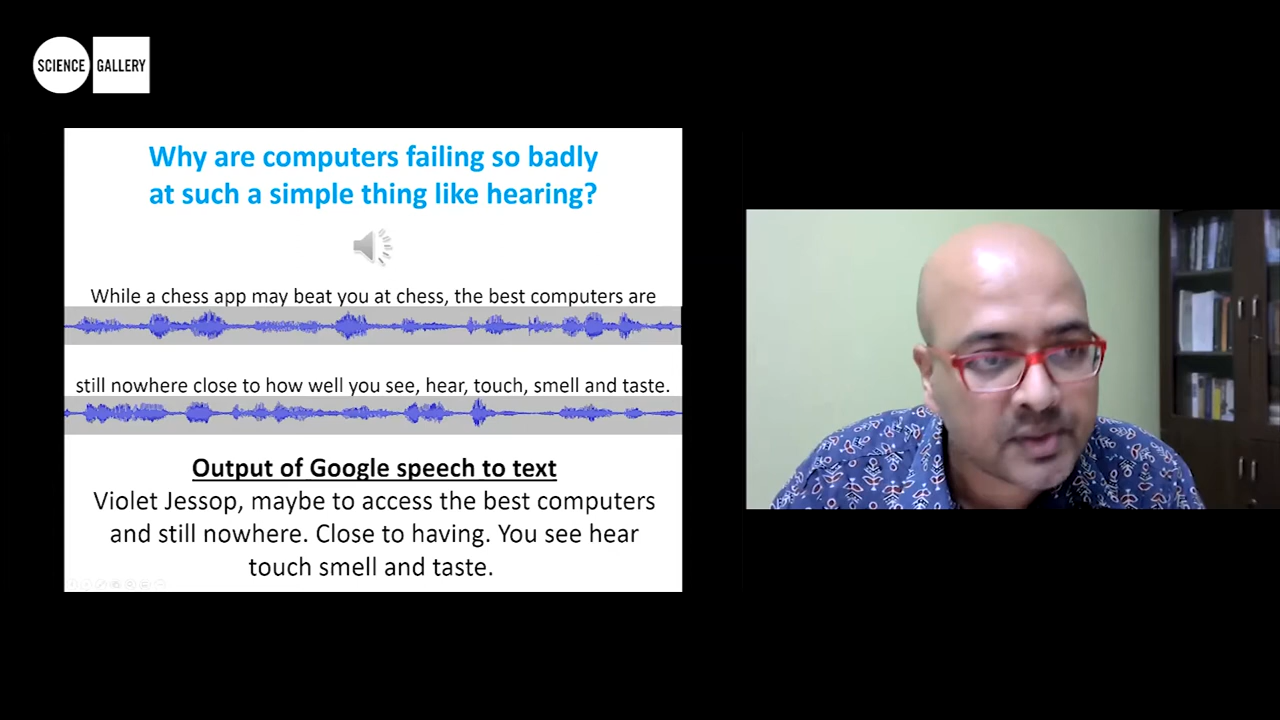 SCIENCE GALLERY
Why are computers failing so badly
at such a simple thing like hearing?
While a chess app may beat you at chess, the best computers are
still nowhere close to how well you see, hear, touch, smell and taste.
Output of Google speech to text
Violet Jessop, maybe to access the best computers
and still nowhere. Close to having. You see hear
touch smell and taste.